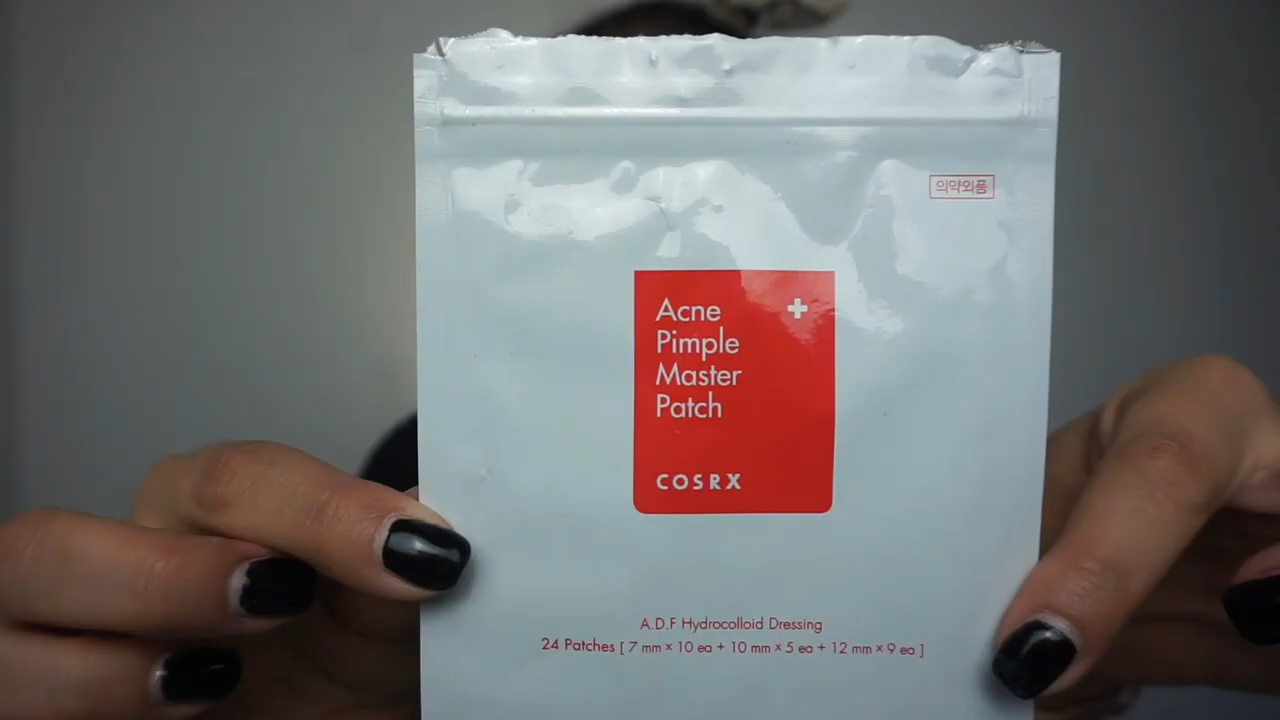 의약외품
Acne
Pimple
Master
Patch
COSRX
A.D.F Hydrocolloid Dressing
24 Patches [ 7 mm × 10 ea + 10 mm × 5 ea + 12 mm × 9 ea ]